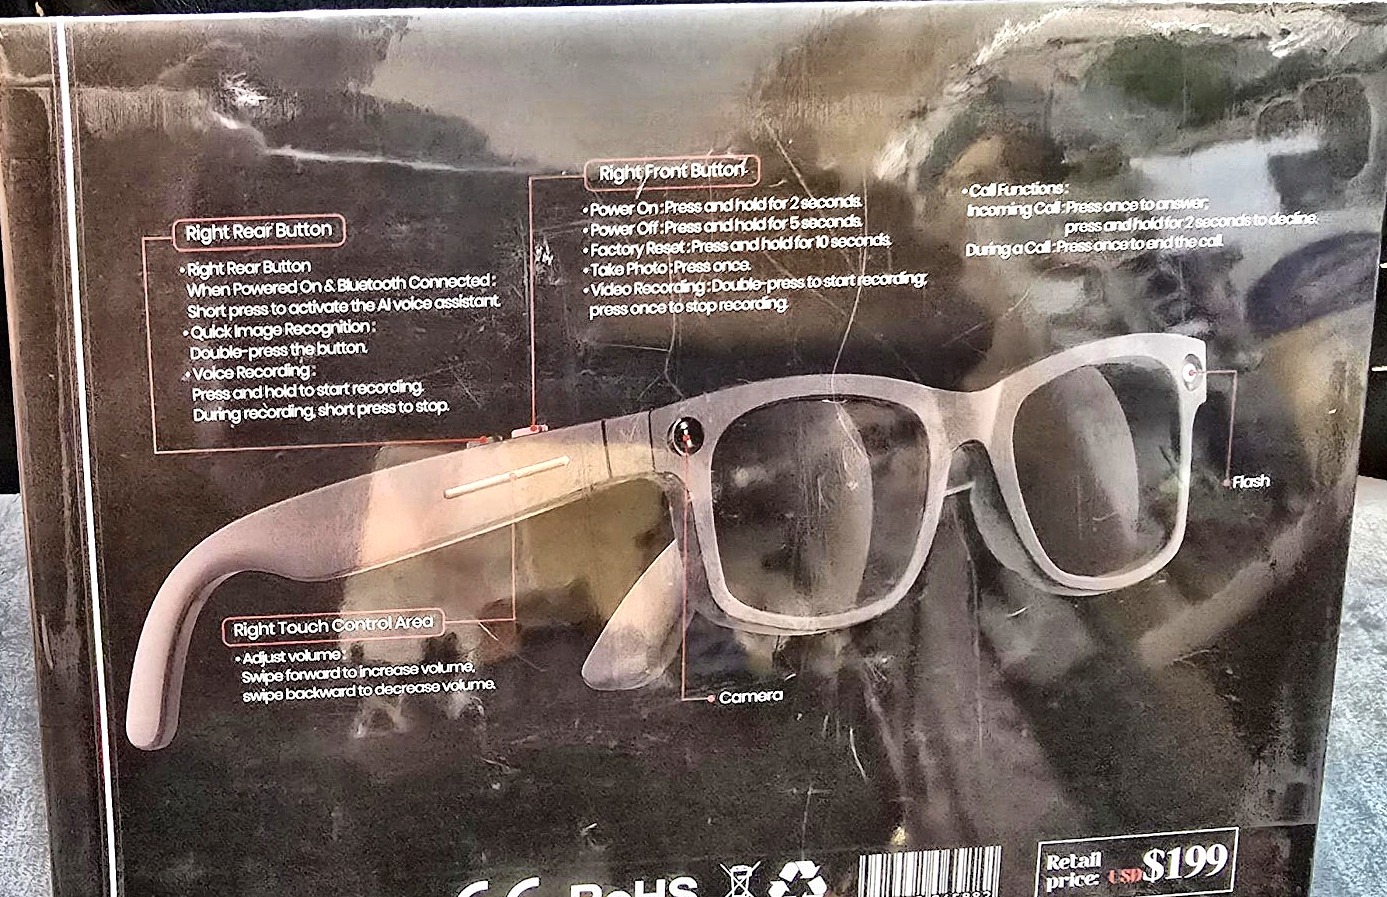 Right Front Button
• Power On : Press and hold for 2 seconds.
• Power Off : Press and hold for 5 seconds.
• Factory Reset : Press and hold for 10 seconds.
• Take Photo : Press once.
• Video Recording : Double-press to start recording;
press once to stop recording.
• Call Functions :
Incoming Call : Press once to answer;
press and hold for 2 seconds to decline.
During a Call : Press once to end the call.
Right Rear Button
• Right Rear Button
When Powered On & Bluetooth Connected :
Short press to activate the AI voice assistant.
• Quick Image Recognition :
Double-press the button.
• Voice Recording :
Press and hold to start recording.
During recording, short press to stop.
Flash
Right Touch Control Area
• Adjust volume :
Swipe forward to increase volume,
swipe backward to decrease volume.
Camera
CE RoHS
Retail
price: USD $199